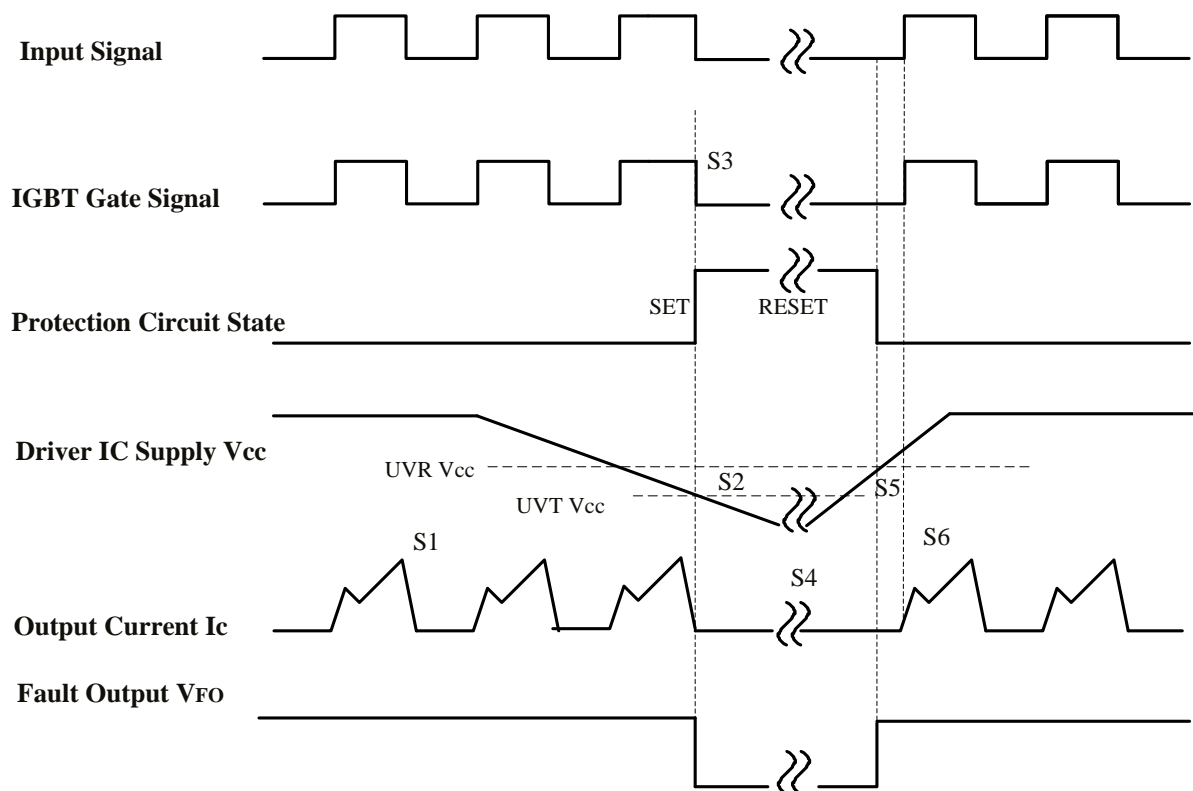 Input Signal
S3
IGBT Gate Signal
SET
RESET
Protection Circuit State
Driver IC Supply Vcc
UVR Vcc
S2
S5
UVT Vcc
S1
S6
S4
Output Current Ic
Fault Output VFO